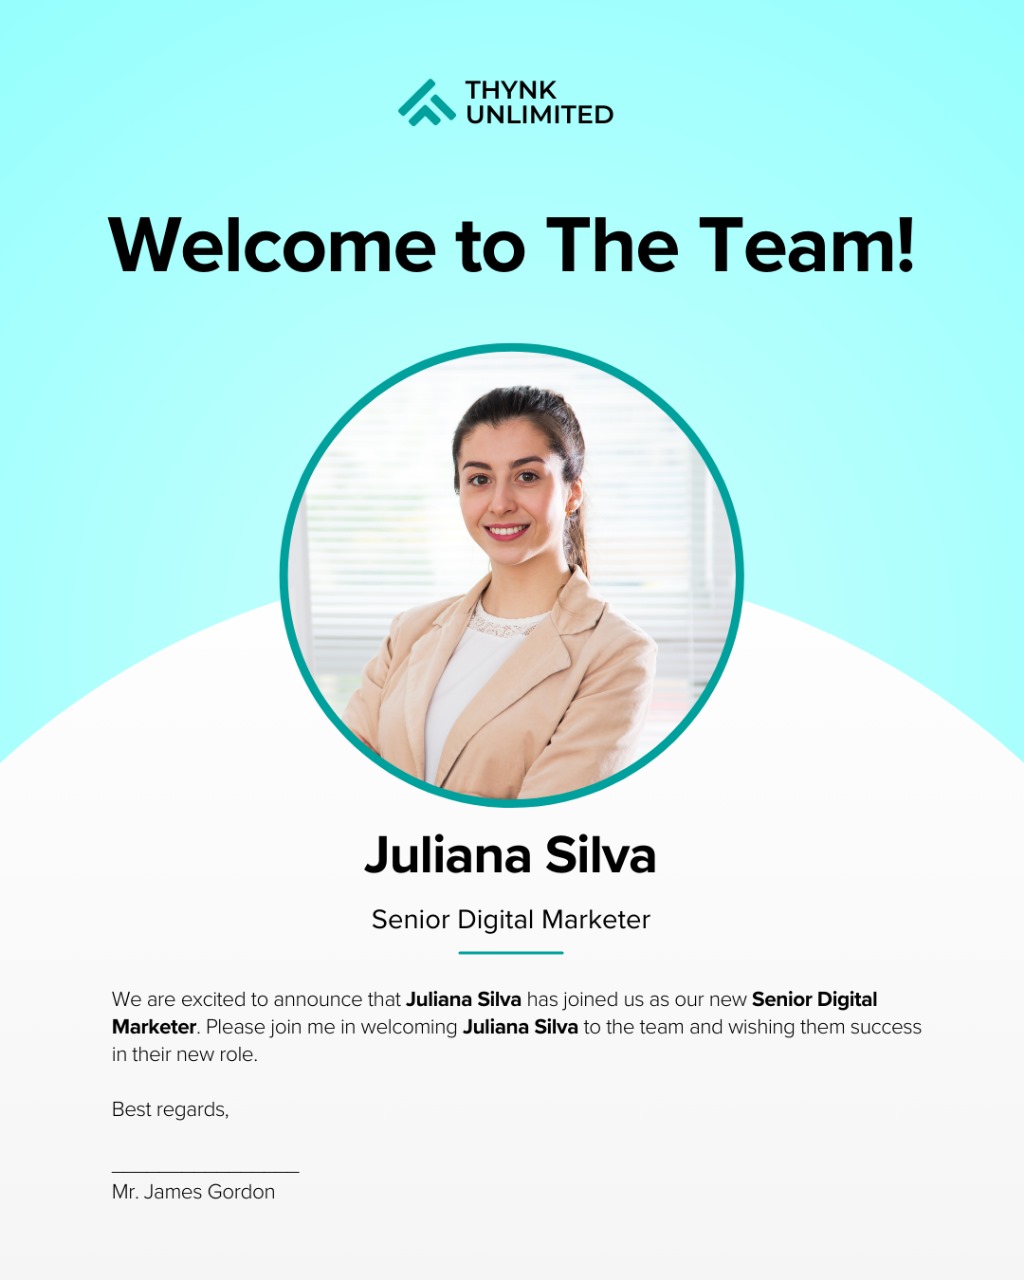 THYNK
UNLIMITED
Welcome to The Team!
Juliana Silva
Senior Digital Marketer
We are excited to announce that Juliana Silva has joined us as our new Senior Digital
Marketer. Please join me in welcoming Juliana Silva to the team and wishing them success
in their new role.
Best regards,
Mr. James Gordon